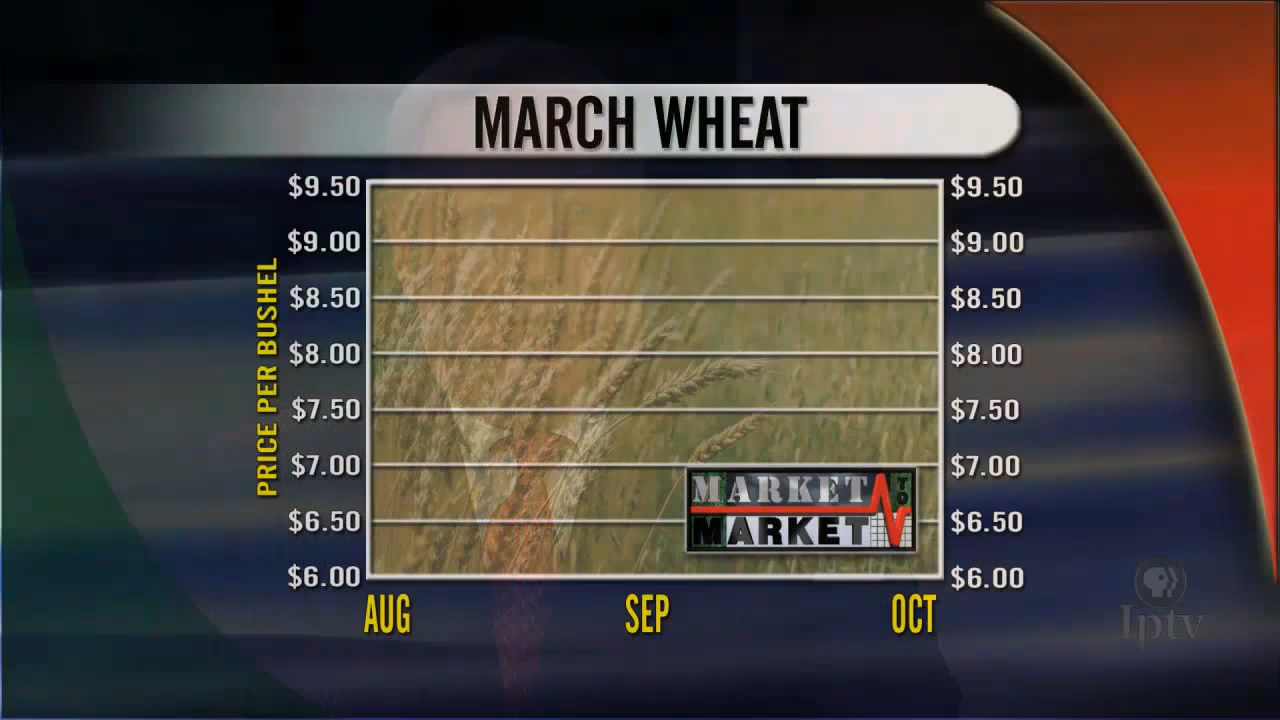 MARCH WHEAT
$9.50 $9.50
$9.00 $9.00
$8.50 $8.50
$8.00 $8.00
$7.50 $7.50
$7.00 $7.00
$6.50 $6.50
$6.00 $6.00
PRICE PER BUSHEL
MARKET TO
MARKET
AUG SEP OCT
Iptv